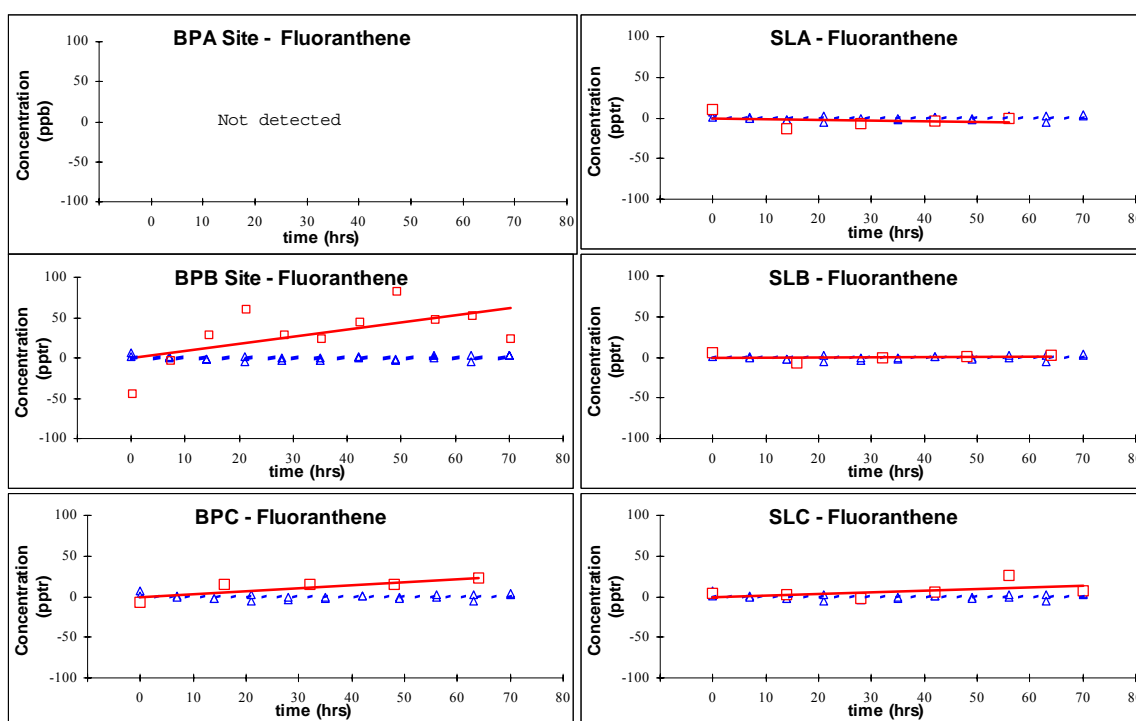 BPA Site -  Fluoranthene
Concentration
(ppb)
100
50
0
-50
-100
Not detected
0 10 20 30 40 50 60 70 80
time (hrs)
SLA - Fluoranthene
Concentration
(pptr)
100
50
0
-50
-100
0 10 20 30 40 50 60 70 80
time (hrs)
BPB Site - Fluoranthene
Concentration
(pptr)
100
50
0
-50
-100
0 10 20 30 40 50 60 70 80
time (hrs)
SLB - Fluoranthene
Concentration
(pptr)
100
50
0
-50
-100
0 10 20 30 40 50 60 70 80
time (hrs)
BPC - Fluoranthene
Concentration
(pptr)
100
50
0
-50
-100
0 10 20 30 40 50 60 70 80
time (hrs)
SLC - Fluoranthene
Concentration
(pptr)
100
50
0
-50
-100
0 10 20 30 40 50 60 70 80
time (hrs)